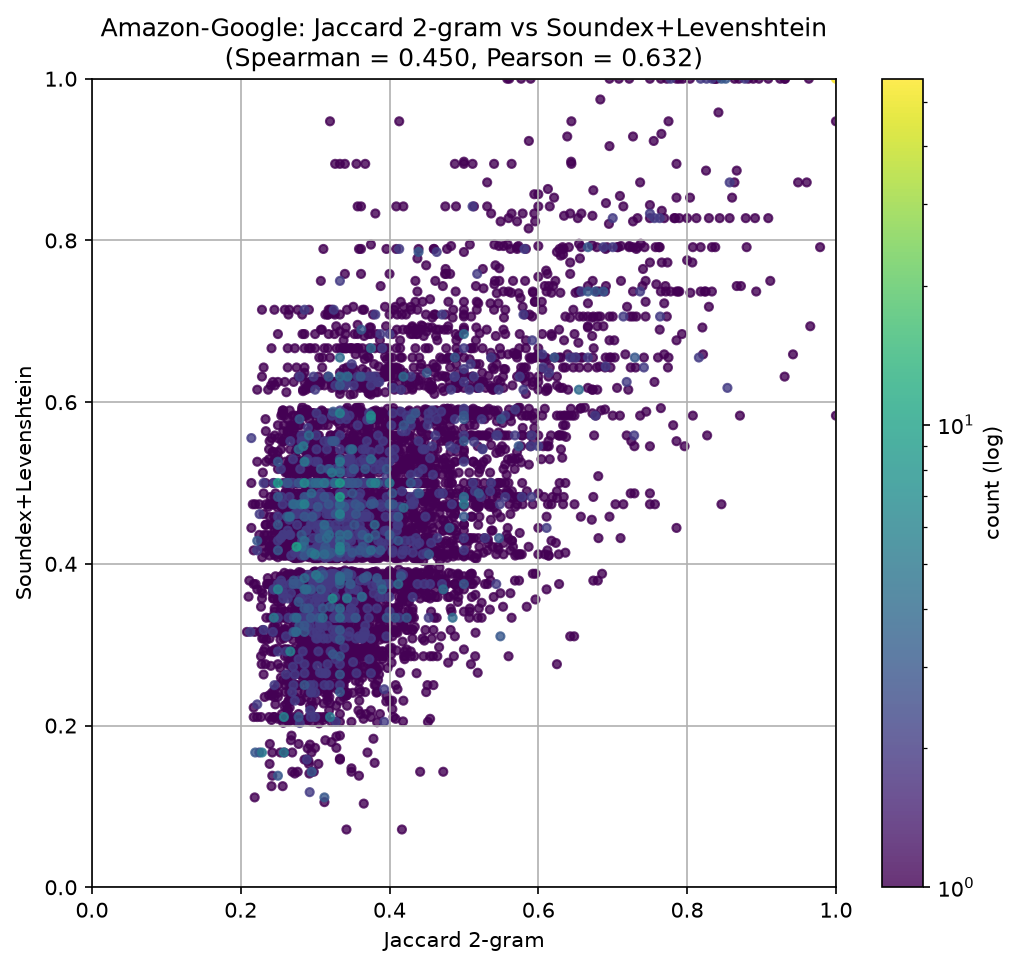 Amazon-Google: Jaccard 2-gram vs Soundex+Levenshtein
(Spearman = 0.450, Pearson = 0.632)
1.0
0.8
0.6
0.4
0.2
0.0
Soundex+Levenshtein
0.0 0.2 0.4 0.6 0.8 1.0
Jaccard 2-gram
10¹
10⁰
count (log)